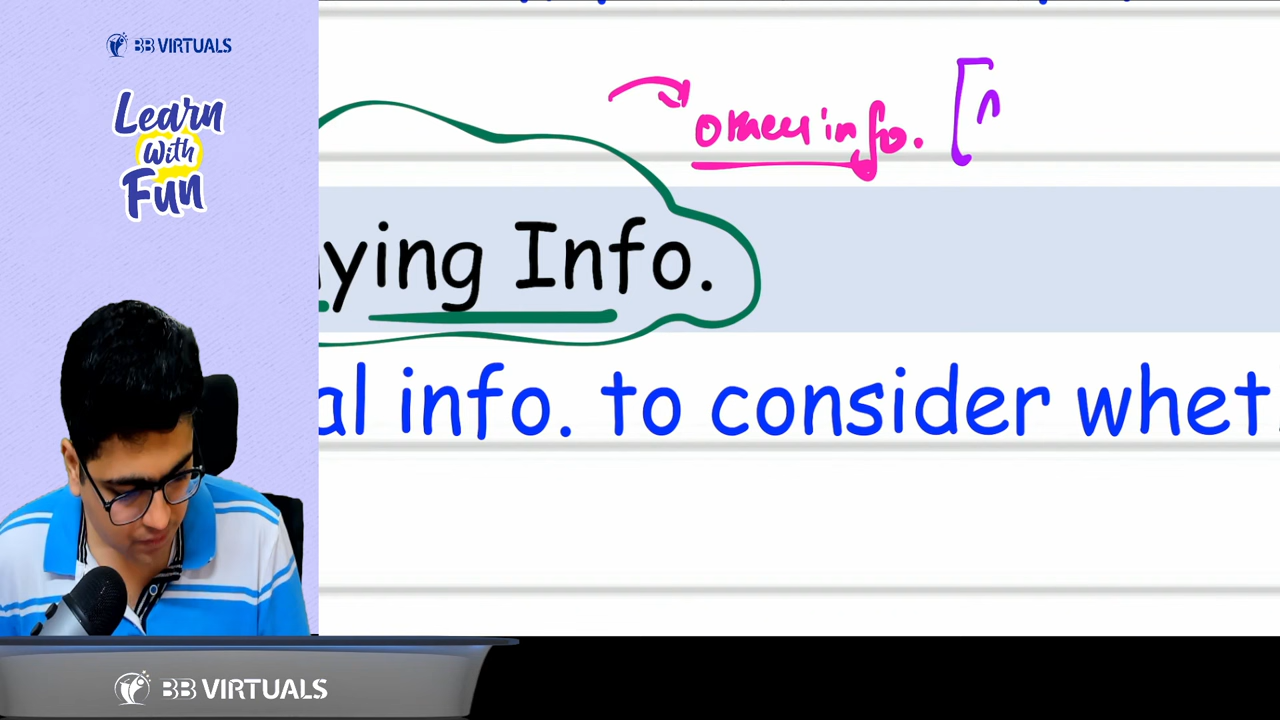 BB VIRTUALS
Learn
With
Fun
other info. [
ying Info.
al info. to consider whet
BB VIRTUALS